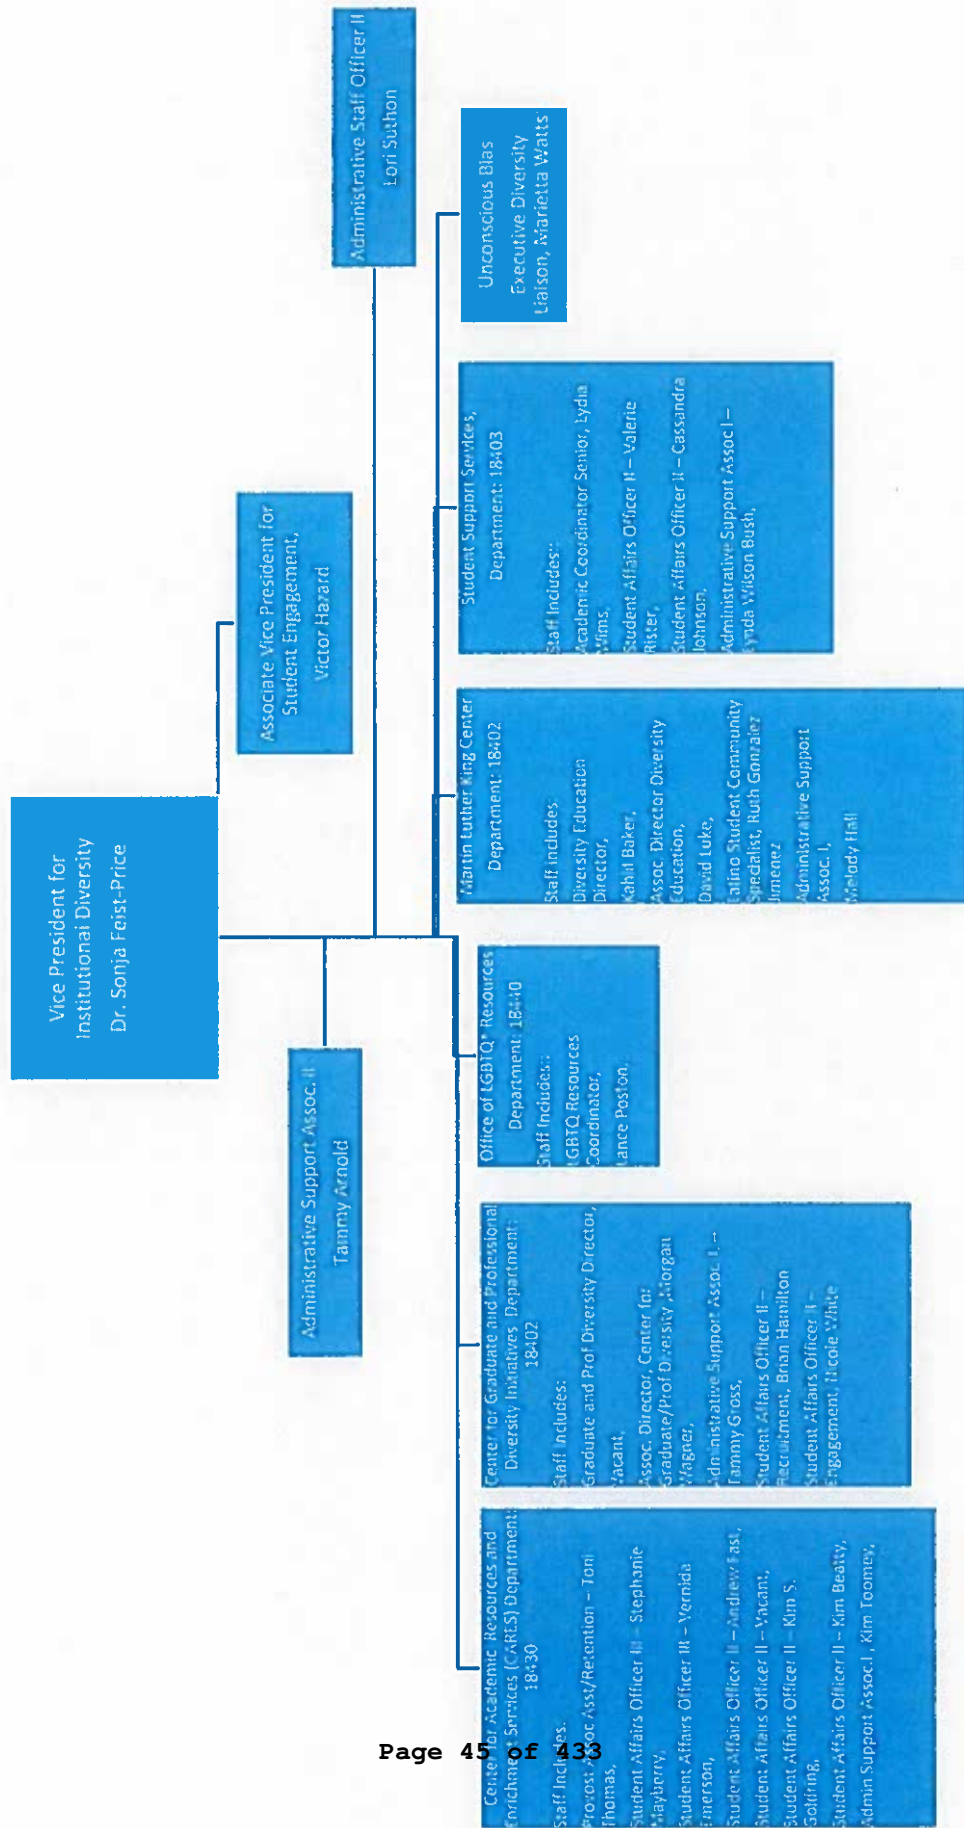 Vice President for
Institutional Diversity
Dr. Sonja Feist-Price
Associate Vice President for
Student Engagement,
Victor Hazard
Administrative Support Assoc. II
Tammy Arnold
Administrative Staff Officer II
Lori Suthon
Center for Academic Resources and
Enrichment Services (CARES) Department:
18430
Staff Includes:
Provost Assoc Asst/Retention – Toni
Thomas,
Student Affairs Officer III – Stephanie
Mayberry,
Student Affairs Officer III – Vernida
Emerson,
Student Affairs Officer II – Andrew Fast,
Student Affairs Officer II – Vacant,
Student Affairs Officer II – Kim S.
Goldring,
Student Affairs Officer II – Kim Beatty,
Admin Support Assoc.I, Kim Toomey,
Center for Graduate and Professional
Diversity Initiatives Department:
18402
Staff Includes:
Graduate and Prof Diversity Director,
Vacant,
Assoc. Director, Center for
Graduate/Prof Diversity, Morgan
Wagner,
Administrative Support Assoc. I, –
Tammy Gross,
Student Affairs Officer II –
Recruitment, Brian Hamilton
Student Affairs Officer II –
Engagement, Nicole White
Office of LGBTQ* Resources
Department: 18440
Staff Includes::
LGBTQ Resources
Coordinator,
Lance Poston,
Martin Luther King Center
Department: 18402
Staff includes:
Diversity Education
Director,
Kahlil Baker,
Assoc. Director Diversity
Education,
David Luke,
Latino Student Community
Specialist, Ruth Gonzalez
Jimenez
Administrative Support
Assoc. I,
Melody Hall
Student Support Services,
Department: 18403
Staff Includes::
Academic Coordinator Senior, Lydia
Wims,
Student Affairs Officer II – Valerie
Rister,
Student Affairs Officer II – Cassandra
Johnson,
Administrative Support Assoc I –
Lynda Wilson Bush,
Unconscious Bias
Executive Diversity
Liaison, Marietta Watts
Page 45 of 433